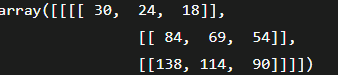 array([[[[ 30,  24,  18]],
[[ 84,  69,  54]],
[[138, 114,  90]]]])